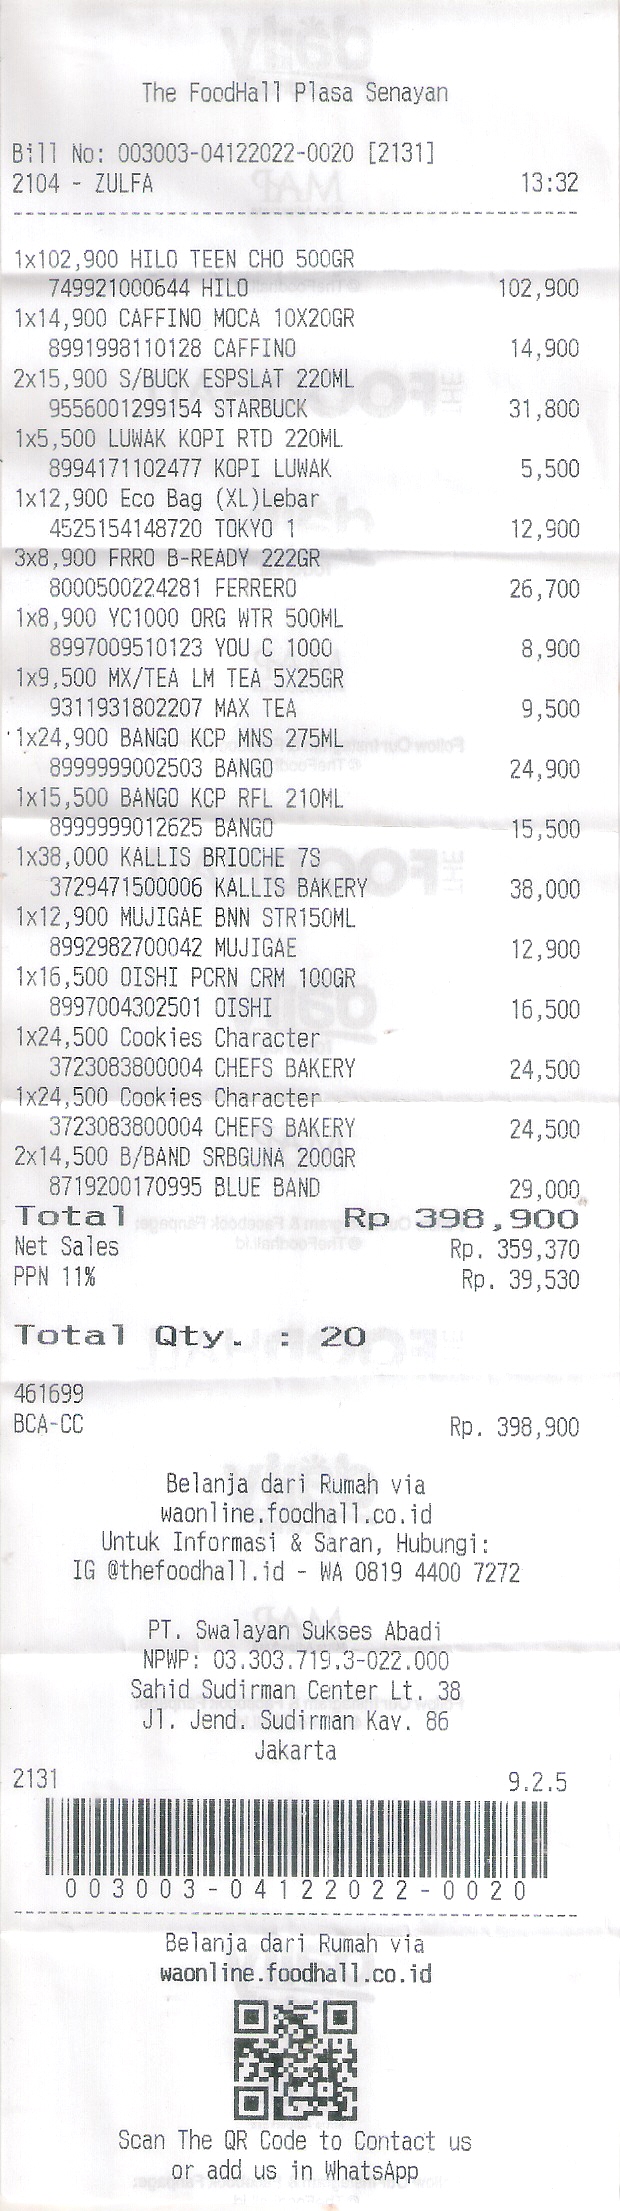 The FoodHall Plasa Senayan
Bill No: 003003-04122022-0020 [2131]
2104 - ZULFA 13:32
1x102,900 HILO TEEN CHO 500GR
749921000644 HILO 102,900
1x14,900 CAFFINO MOCA 10X20GR
8991998110128 CAFFINO 14,900
2x15,900 S/BUCK ESPSLAT 220ML
9556001299154 STARBUCK 31,800
1x5,500 LUWAK KOPI RTD 220ML
8994171102477 KOPI LUWAK 5,500
1x12,900 Eco Bag (XL)Lebar
4525154148720 TOKYO 1 12,900
3x8,900 FRRO B-READY 222GR
8000500224281 FERRERO 26,700
1x8,900 YC1000 ORG WTR 500ML
8997009510123 YOU C 1000 8,900
1x9,500 MX/TEA LM TEA 5X25GR
9311931802207 MAX TEA 9,500
1x24,900 BANGO KCP MNS 275ML
8999999002503 BANGO 24,900
1x15,500 BANGO KCP RFL 210ML
8999999012625 BANGO 15,500
1x38,000 KALLIS BRIOCHE 7S
3729471500006 KALLIS BAKERY 38,000
1x12,900 MUJIGAE BNN STR150ML
8992982700042 MUJIGAE 12,900
1x16,500 OISHI PCRN CRM 100GR
8997004302501 OISHI 16,500
1x24,500 Cookies Character
3723083800004 CHEFS BAKERY 24,500
1x24,500 Cookies Character
3723083800004 CHEFS BAKERY 24,500
2x14,500 B/BAND SRBGUNA 200GR
8719200170995 BLUE BAND 29,000
Total Rp 398,900
Net Sales Rp. 359,370
PPN 11% Rp. 39,530
Total Qty. : 20
461699
BCA-CC Rp. 398,900
Belanja dari Rumah via
waonline.foodhall.co.id
Untuk Informasi & Saran, Hubungi:
IG @thefoodhall.id - WA 0819 4400 7272
PT. Swalayan Sukses Abadi
NPWP: 03.303.719.3-022.000
Sahid Sudirman Center Lt. 38
Jl. Jend. Sudirman Kav. 86
Jakarta
2131 9.2.5
003003-04122022-0020
Belanja dari Rumah via
waonline.foodhall.co.id
Scan The QR Code to Contact us
or add us in WhatsApp